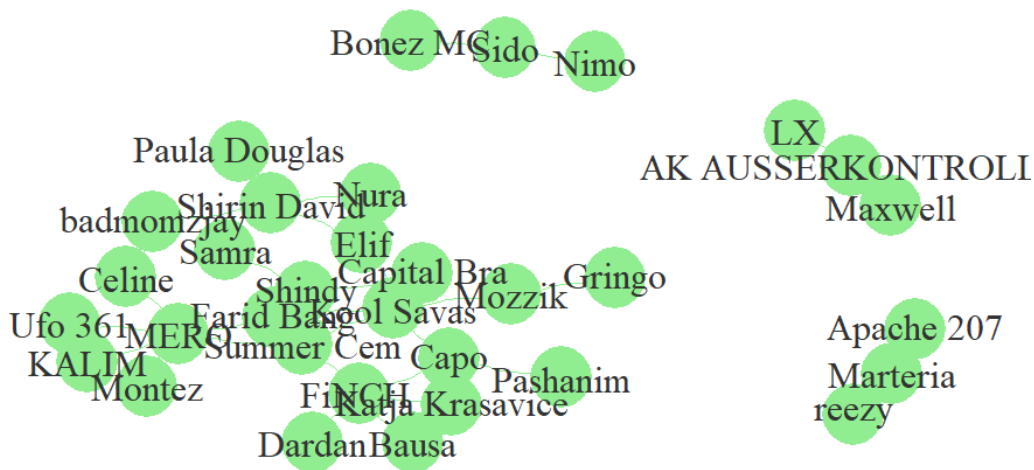 Bonez MC
Sido
Nimo
LX
AK AUSSERKONTROLL
Maxwell
Paula Douglas
Shirin David
Nura
badmomzjay
Samra
Elif
Celine
Capital Bra
Shindy
Mozzik
Gringo
Farid Bang
Kool Savas
Ufo 361
MERO
Summer Cem
Apache 207
KALIM
Montez
Capo
Pashanim
Marteria
FiNCH
Katja Krasavice
reezy
Dardan
Bausa